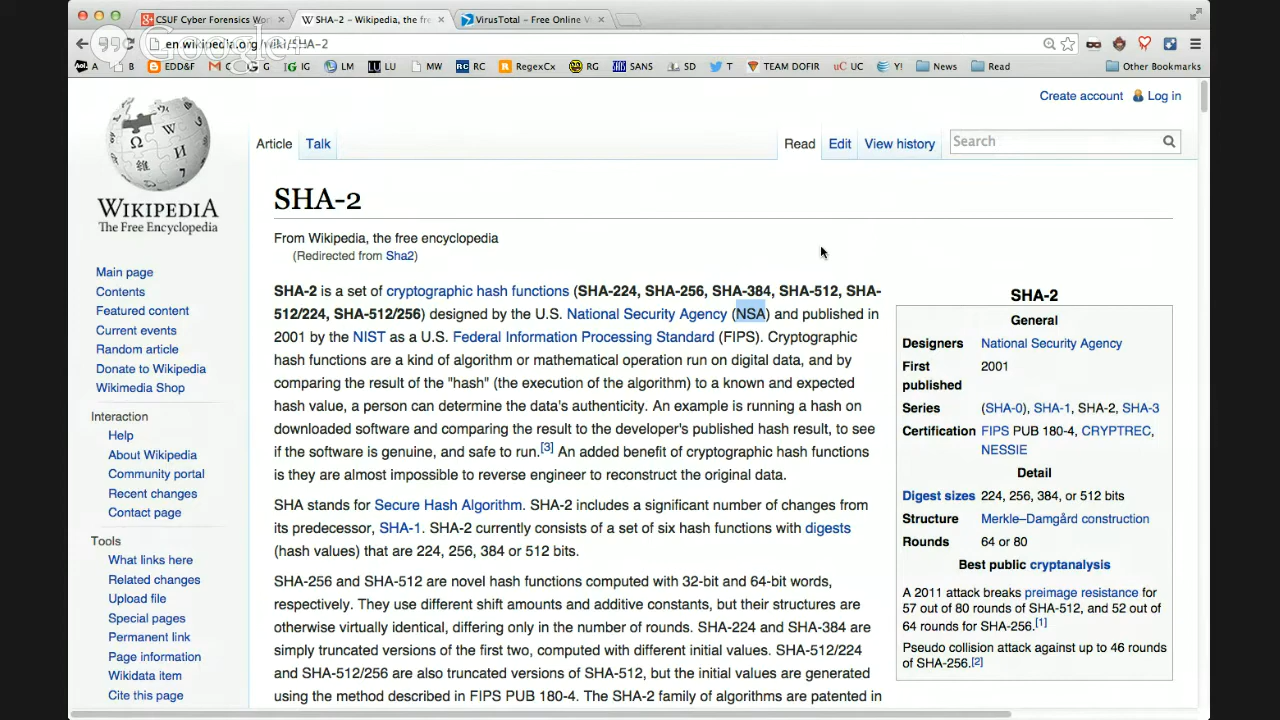 CSUF Cyber Forensics Wor
SHA-2 – Wikipedia, the fre
VirusTotal – Free Online V
Google+
en.wikipedia.org/wiki/SHA-2
A B EDD&F C G IG LM LU MW RC RegexCx RG SANS SD T TEAM DOFIR UC Y! News Read Other Bookmarks
Create account Log in
Article Talk Read Edit View history Search
WIKIPEDIA
The Free Encyclopedia
Main page
Contents
Featured content
Current events
Random article
Donate to Wikipedia
Wikimedia Shop
Interaction
Help
About Wikipedia
Community portal
Recent changes
Contact page
Tools
What links here
Related changes
Upload file
Special pages
Permanent link
Page information
Wikidata item
Cite this page
SHA-2
From Wikipedia, the free encyclopedia
(Redirected from Sha2)
SHA-2 is a set of cryptographic hash functions (SHA-224, SHA-256, SHA-384, SHA-512, SHA-
512/224, SHA-512/256) designed by the U.S. National Security Agency (NSA) and published in
2001 by the NIST as a U.S. Federal Information Processing Standard (FIPS). Cryptographic
hash functions are a kind of algorithm or mathematical operation run on digital data, and by
comparing the result of the "hash" (the execution of the algorithm) to a known and expected
hash value, a person can determine the data's authenticity. An example is running a hash on
downloaded software and comparing the result to the developer's published hash result, to see
if the software is genuine, and safe to run.[3] An added benefit of cryptographic hash functions
is they are almost impossible to reverse engineer to reconstruct the original data.
SHA stands for Secure Hash Algorithm. SHA-2 includes a significant number of changes from
its predecessor, SHA-1. SHA-2 currently consists of a set of six hash functions with digests
(hash values) that are 224, 256, 384 or 512 bits.
SHA-256 and SHA-512 are novel hash functions computed with 32-bit and 64-bit words,
respectively. They use different shift amounts and additive constants, but their structures are
otherwise virtually identical, differing only in the number of rounds. SHA-224 and SHA-384 are
simply truncated versions of the first two, computed with different initial values. SHA-512/224
and SHA-512/256 are also truncated versions of SHA-512, but the initial values are generated
using the method described in FIPS PUB 180-4. The SHA-2 family of algorithms are patented in
SHA-2
General
Designers National Security Agency
First 2001
published
Series (SHA-0), SHA-1, SHA-2, SHA-3
Certification FIPS PUB 180-4, CRYPTREC,
NESSIE
Detail
Digest sizes 224, 256, 384, or 512 bits
Structure Merkle–Damgård construction
Rounds 64 or 80
Best public cryptanalysis
A 2011 attack breaks preimage resistance for
57 out of 80 rounds of SHA-512, and 52 out of
64 rounds for SHA-256.[1]
Pseudo collision attack against up to 46 rounds
of SHA-256.[2]